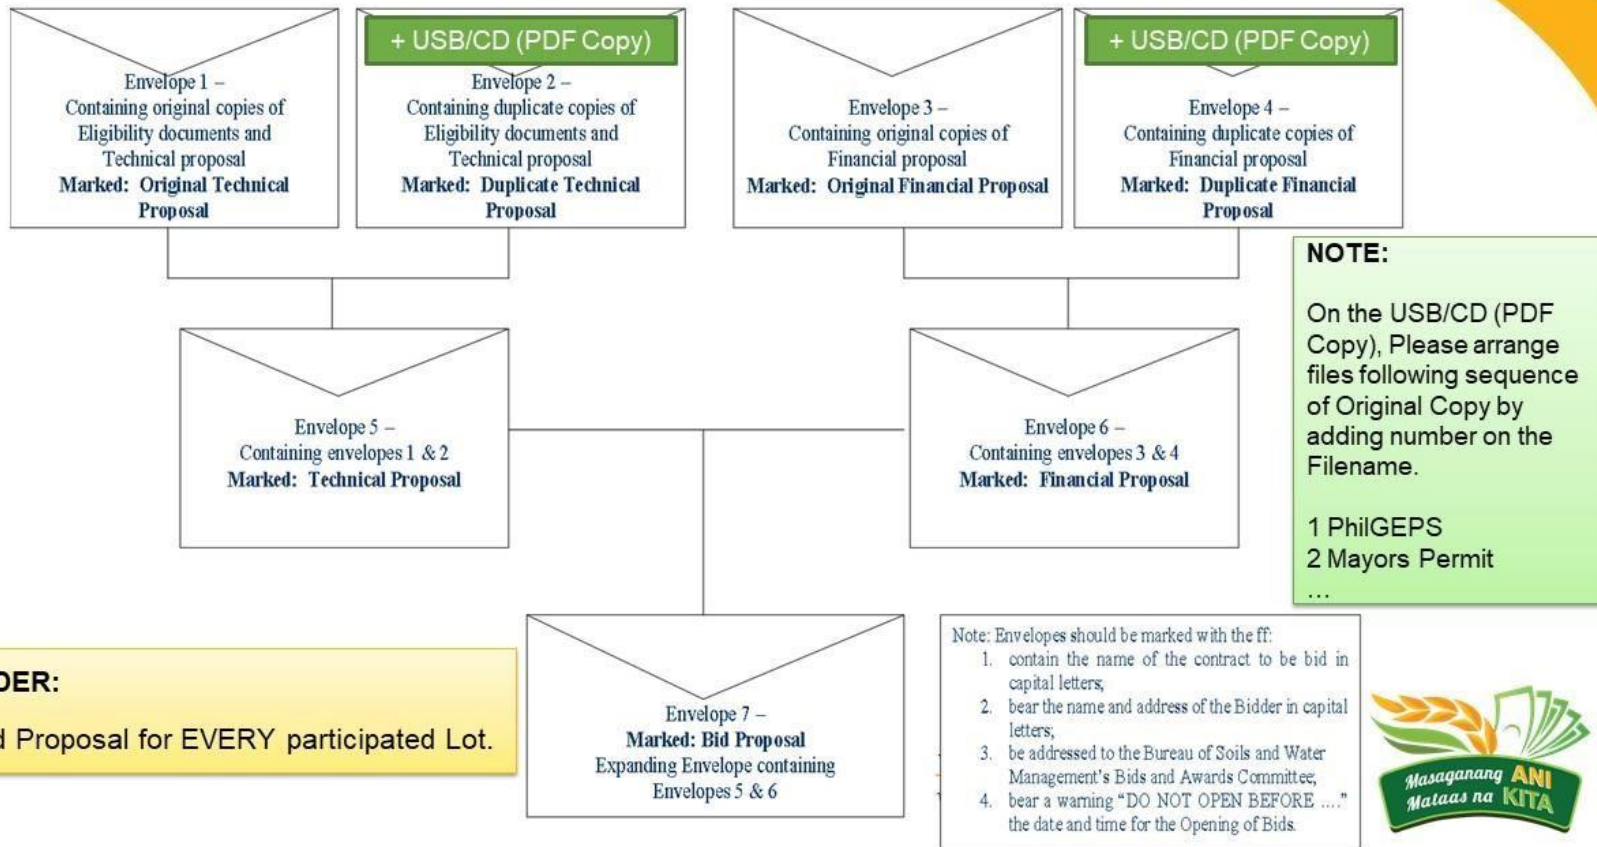 + USB/CD (PDF Copy)
+ USB/CD (PDF Copy)
Envelope 1 –
Containing original copies of
Eligibility documents and
Technical proposal
Marked: Original Technical
Proposal
Envelope 2 –
Containing duplicate copies of
Eligibility documents and
Technical proposal
Marked: Duplicate Technical
Proposal
Envelope 3 –
Containing original copies of
Financial proposal
Marked: Original Financial Proposal
Envelope 4 –
Containing duplicate copies of
Financial proposal
Marked: Duplicate Financial
Proposal
NOTE:
On the USB/CD (PDF
Copy), Please arrange
files following sequence
of Original Copy by
adding number on the
Filename.
1 PhilGEPS
2 Mayors Permit
...
Envelope 5 –
Containing envelopes 1 & 2
Marked: Technical Proposal
Envelope 6 –
Containing envelopes 3 & 4
Marked: Financial Proposal
DER:
d Proposal for EVERY participated Lot.
Envelope 7 –
Marked: Bid Proposal
Expanding Envelope containing
Envelopes 5 & 6
Note: Envelopes should be marked with the ff:
1. contain the name of the contract to be bid in
capital letters;
2. bear the name and address of the Bidder in capital
letters;
3. be addressed to the Bureau of Soils and Water
Management's Bids and Awards Committee;
4. bear a warning "DO NOT OPEN BEFORE ...."
the date and time for the Opening of Bids.
Masaganang ANI
Mataas na KITA